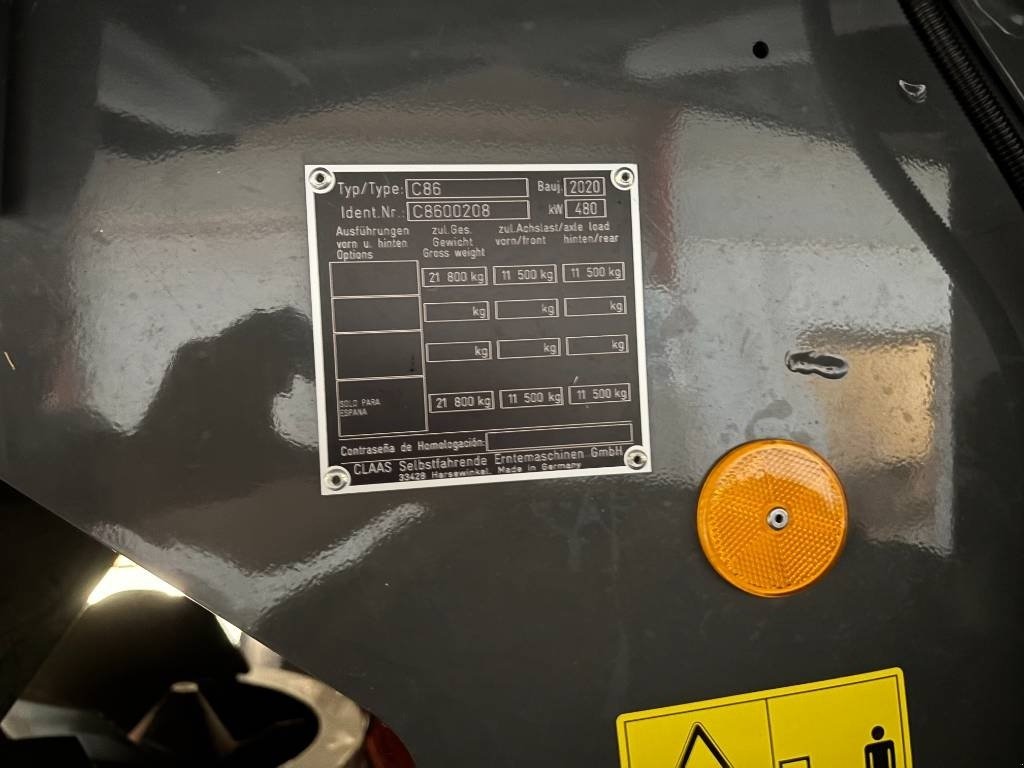 Typ/Type: C86 Bauj. 2020
Ident.Nr.: C8600208 kW 480
Ausführungen zul.Ges. zul.Achslast/axle load
vorn u. hinten Gewicht vorn/front hinten/rear
Options Gross weight
21 800 kg 11 500 kg 11 500 kg
kg kg kg
kg kg kg
SOLO PARA
ESPANA 21 800 kg 11 500 kg 11 500 kg
Contraseña de Homologación:
CLAAS Selbstfahrende Erntemaschinen GmbH
33428 Harsewinkel, Made in Germany